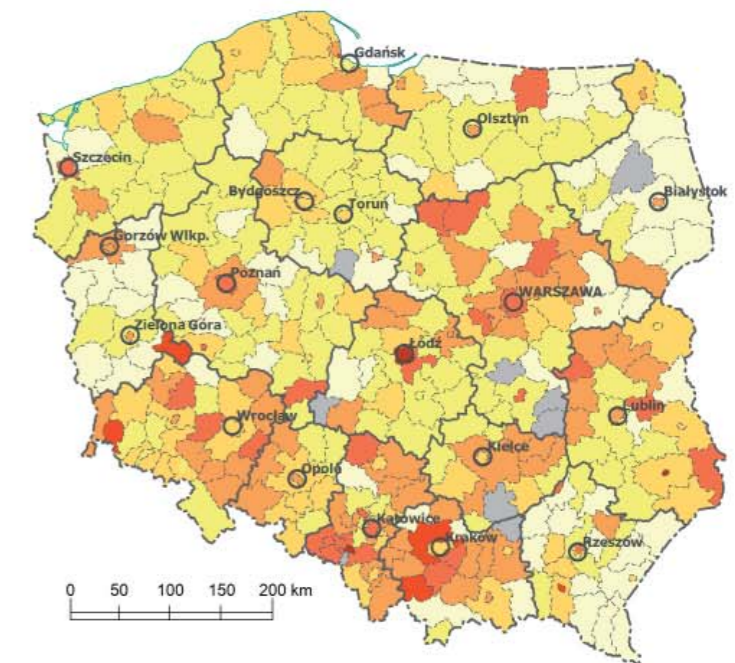 Gdańsk
Olsztyn
Szczecin
Bydgoszcz
Toruń
Białystok
Gorzów Wlkp.
Poznań
WARSZAWA
Zielona Góra
Łódź
Wrocław
Lublin
Kielce
Opole
Katowice
Kraków
Rzeszów
0 50 100 150 200 km